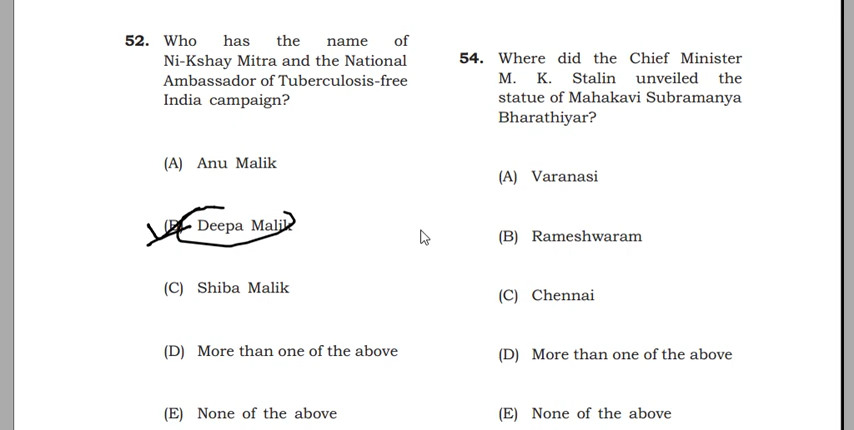 52. Who has the name of
Ni-Kshay Mitra and the National
Ambassador of Tuberculosis-free
India campaign?
(A) Anu Malik
(B) Deepa Malik
(C) Shiba Malik
(D) More than one of the above
(E) None of the above
54. Where did the Chief Minister
M. K. Stalin unveiled the
statue of Mahakavi Subramanya
Bharathiyar?
(A) Varanasi
(B) Rameshwaram
(C) Chennai
(D) More than one of the above
(E) None of the above